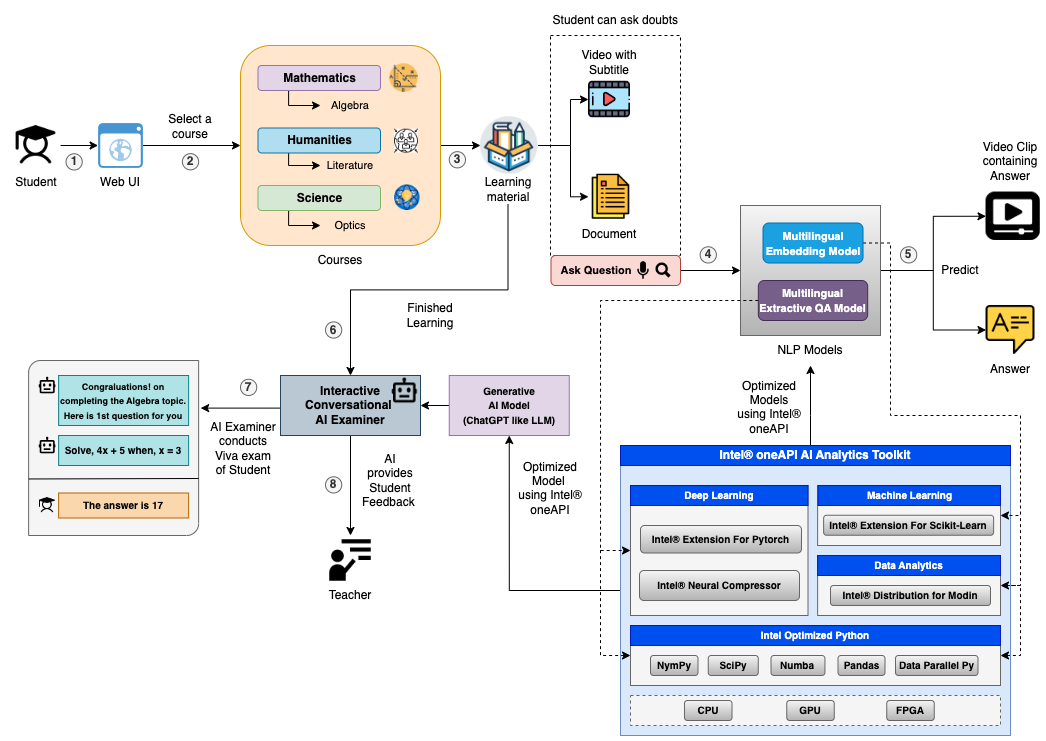 Student can ask doubts
Video with
Subtitle
Mathematics
Algebra
Humanities
Literature
Science
Optics
Courses
Student
1
Web UI
Select a
course
2
3
Learning
material
Document
Ask Question
4
Multilingual
Embedding Model
Multilingual
Extractive QA Model
NLP Models
5
Predict
Video Clip
containing
Answer
Answer
Finished
Learning
6
Interactive
Conversational
AI Examiner
Generative
AI Model
(ChatGPT like LLM)
7
AI Examiner
conducts
Viva exam
of Student
Congraluations! on
completing the Algebra topic.
Here is 1st question for you
Solve, 4x + 5 when, x = 3
The answer is 17
8
AI
provides
Student
Feedback
Teacher
Optimized
Model
using Intel®
oneAPI
Optimized
Models
using Intel®
oneAPI
Intel® oneAPI AI Analytics Toolkit
Deep Learning
Intel® Extension For Pytorch
Intel® Neural Compressor
Machine Learning
Intel® Extension For Scikit-Learn
Data Analytics
Intel® Distribution for Modin
Intel Optimized Python
NymPy
SciPy
Numba
Pandas
Data Parallel Py
CPU
GPU
FPGA